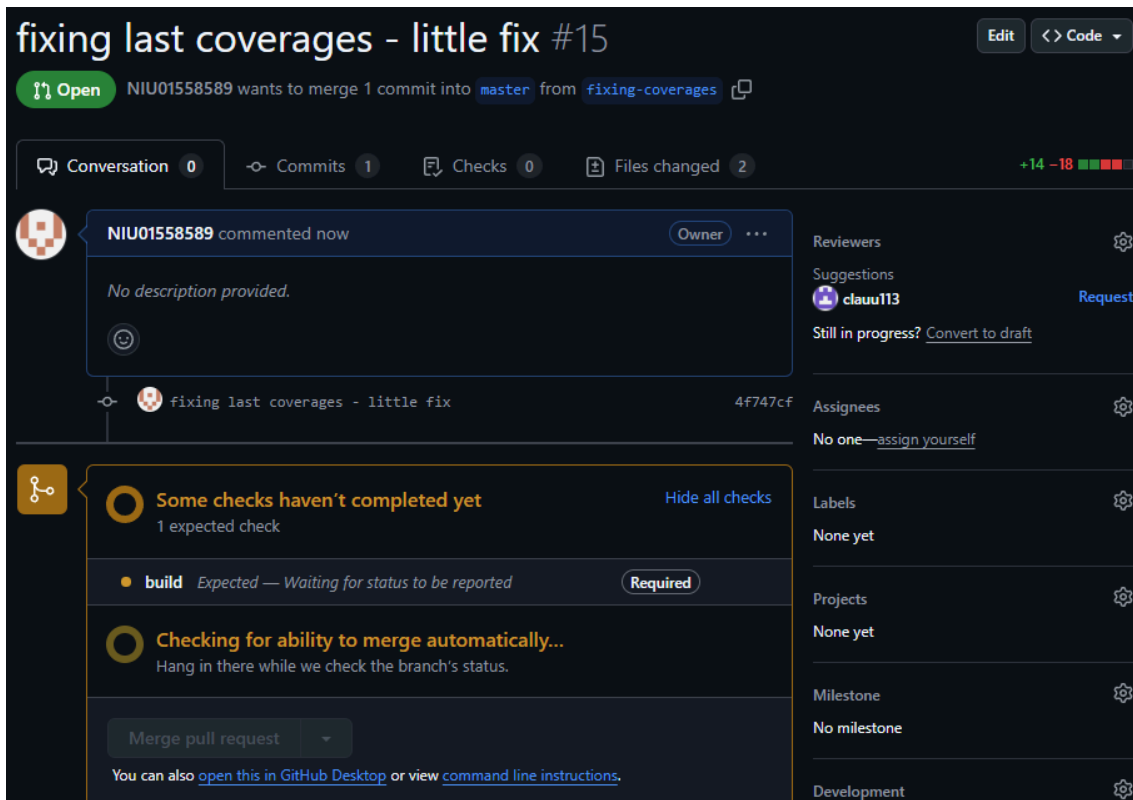 fixing last coverages - little fix #15
Edit
<> Code
Open
NIU01558589 wants to merge 1 commit into master from fixing-coverages
Conversation 0
Commits 1
Checks 0
Files changed 2
+14 −18
NIU01558589 commented now
Owner
No description provided.
fixing last coverages - little fix
4f747cf
Some checks haven't completed yet
Hide all checks
1 expected check
build Expected — Waiting for status to be reported
Required
Checking for ability to merge automatically...
Hang in there while we check the branch's status.
Merge pull request
You can also open this in GitHub Desktop or view command line instructions.
Reviewers
Suggestions
clauu113
Request
Still in progress? Convert to draft
Assignees
No one—assign yourself
Labels
None yet
Projects
None yet
Milestone
No milestone
Development